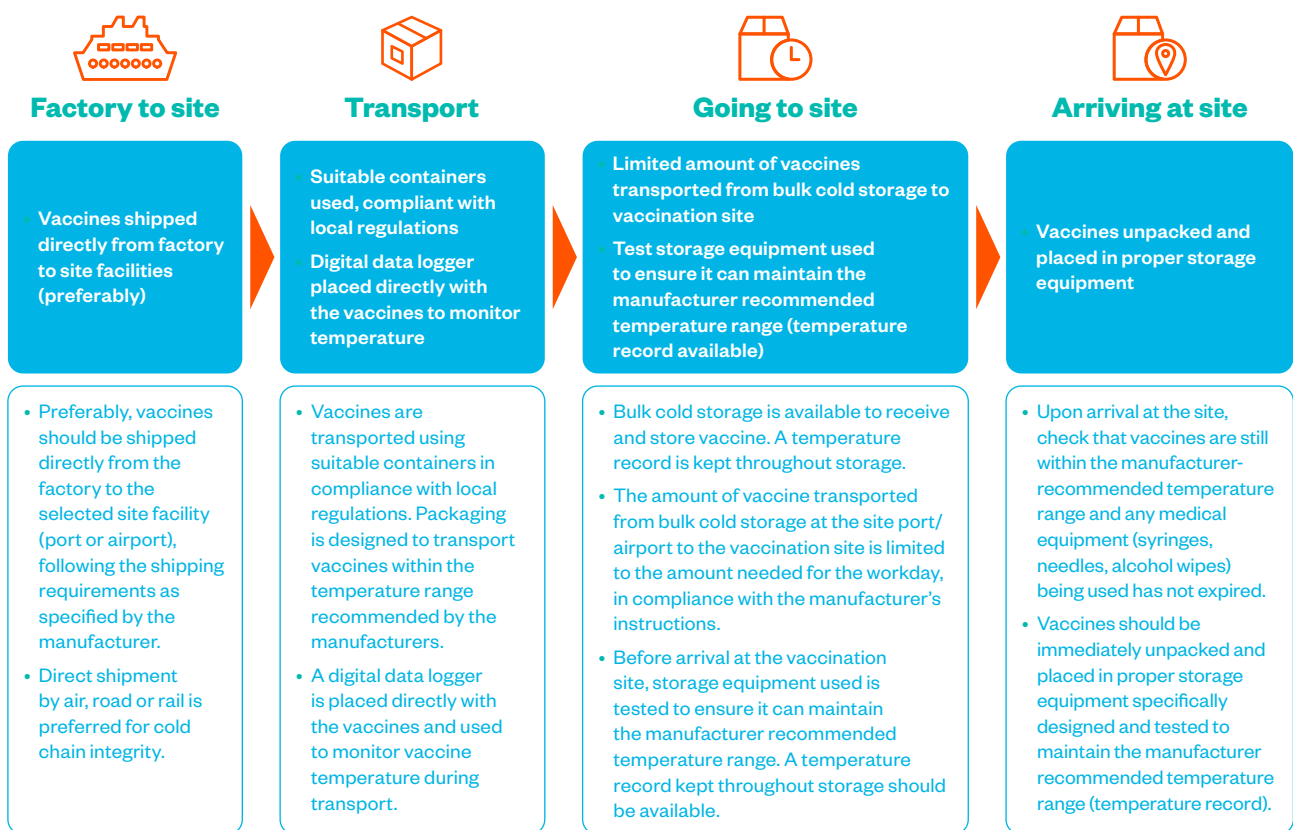 Factory to site
Transport
Going to site
Arriving at site
• Vaccines shipped
directly from factory
to site facilities
(preferably)
• Suitable containers
used, compliant with
local regulations
• Digital data logger
placed directly with
the vaccines to monitor
temperature
• Limited amount of vaccines
transported from bulk cold storage to
vaccination site
• Test storage equipment used
to ensure it can maintain the
manufacturer recommended
temperature range (temperature
record available)
• Vaccines unpacked and
placed in proper storage
equipment
• Preferably, vaccines
should be shipped
directly from the
factory to the
selected site facility
(port or airport),
following the shipping
requirements as
specified by the
manufacturer.
• Direct shipment
by air, road or rail is
preferred for cold
chain integrity.
• Vaccines are
transported using
suitable containers in
compliance with local
regulations. Packaging
is designed to transport
vaccines within the
temperature range
recommended by the
manufacturers.
• A digital data logger
is placed directly with
the vaccines and used
to monitor vaccine
temperature during
transport.
• Bulk cold storage is available to receive
and store vaccine. A temperature
record is kept throughout storage.
• The amount of vaccine transported
from bulk cold storage at the site port/
airport to the vaccination site is limited
to the amount needed for the workday,
in compliance with the manufacturer's
instructions.
• Before arrival at the vaccination
site, storage equipment used is
tested to ensure it can maintain
the manufacturer recommended
temperature range. A temperature
record kept throughout storage should
be available.
• Upon arrival at the site,
check that vaccines are still
within the manufacturer-
recommended temperature
range and any medical
equipment (syringes,
needles, alcohol wipes)
being used has not expired.
• Vaccines should be
immediately unpacked and
placed in proper storage
equipment specifically
designed and tested to
maintain the manufacturer
recommended temperature
range (temperature record).